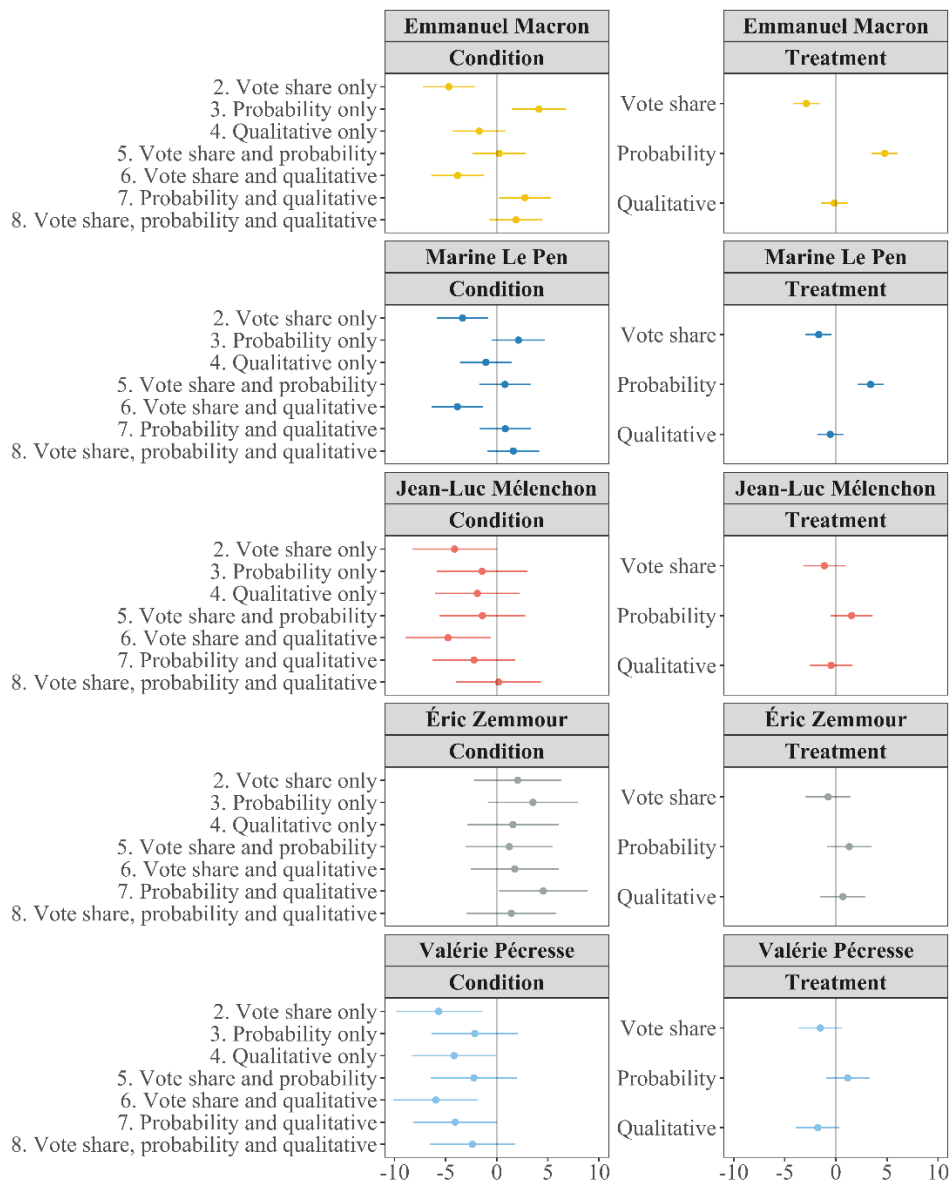 Emmanuel Macron
Condition
2. Vote share only
3. Probability only
4. Qualitative only
5. Vote share and probability
6. Vote share and qualitative
7. Probability and qualitative
8. Vote share, probability and qualitative
Emmanuel Macron
Treatment
Vote share
Probability
Qualitative
Marine Le Pen
Condition
2. Vote share only
3. Probability only
4. Qualitative only
5. Vote share and probability
6. Vote share and qualitative
7. Probability and qualitative
8. Vote share, probability and qualitative
Marine Le Pen
Treatment
Vote share
Probability
Qualitative
Jean-Luc Mélenchon
Condition
2. Vote share only
3. Probability only
4. Qualitative only
5. Vote share and probability
6. Vote share and qualitative
7. Probability and qualitative
8. Vote share, probability and qualitative
Jean-Luc Mélenchon
Treatment
Vote share
Probability
Qualitative
Éric Zemmour
Condition
2. Vote share only
3. Probability only
4. Qualitative only
5. Vote share and probability
6. Vote share and qualitative
7. Probability and qualitative
8. Vote share, probability and qualitative
Éric Zemmour
Treatment
Vote share
Probability
Qualitative
Valérie Pécresse
Condition
2. Vote share only
3. Probability only
4. Qualitative only
5. Vote share and probability
6. Vote share and qualitative
7. Probability and qualitative
8. Vote share, probability and qualitative
-10 -5 0 5 10
Valérie Pécresse
Treatment
Vote share
Probability
Qualitative
-10 -5 0 5 10